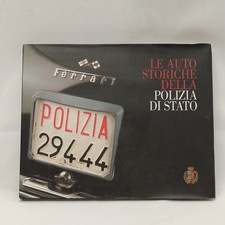 LE AUTO
STORICHE
DELLA
POLIZIA
DI STATO
Ferrari
POLIZIA
29444